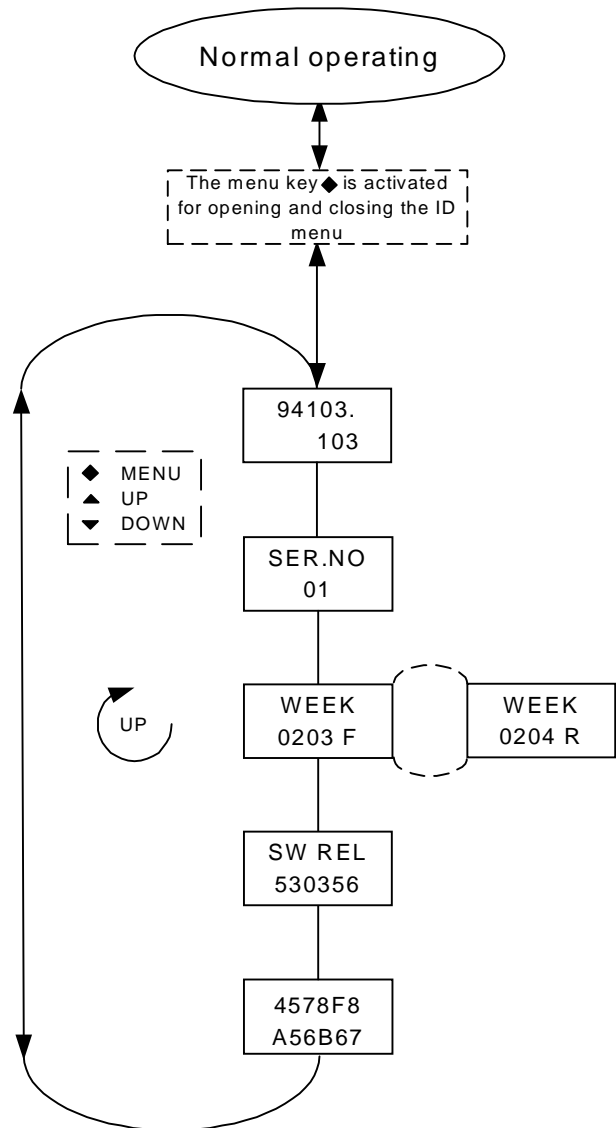 Normal operating
The menu key ◆ is activated
for opening and closing the ID
menu
94103.
103
◆ MENU
▲ UP
▼ DOWN
SER.NO
01
UP
WEEK
0203 F
WEEK
0204 R
SW REL
530356
4578F8
A56B67